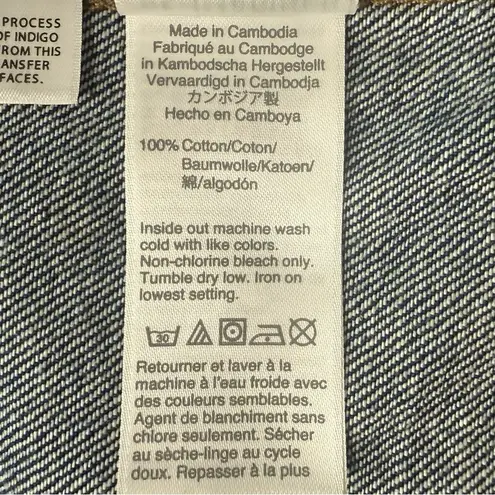 PROCESS
OF INDIGO
FROM THIS
FACES.
Made in Cambodia
Fabriqué au Cambodge
in Kambodscha Hergestellt
Vervaardigd in Cambodja
カンボジア製
Hecho en Camboya
100% Cotton/Coton/
Baumwolle/Katoen/
綿/algodón
Inside out machine wash
cold with like colors.
Non-chlorine bleach only.
Tumble dry low. Iron on
lowest setting.
30
Retourner et laver à la
machine à l'eau froide avec
des couleurs semblables.
Agent de blanchiment sans
chlore seulement. Sécher
au sèche-linge au cycle
doux. Repasser à la plus